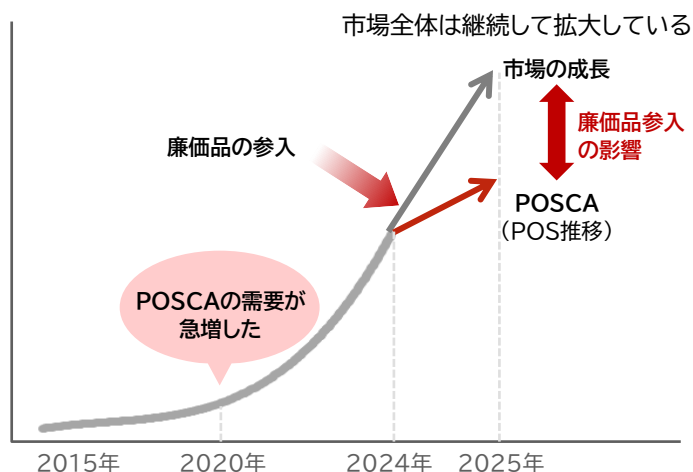 市場全体は継続して拡大している
市場の成長
廉価品参入
の影響
廉価品の参入
POSCA
（POS推移）
POSCAの需要が
急増した
2015年
2020年
2024年
2025年